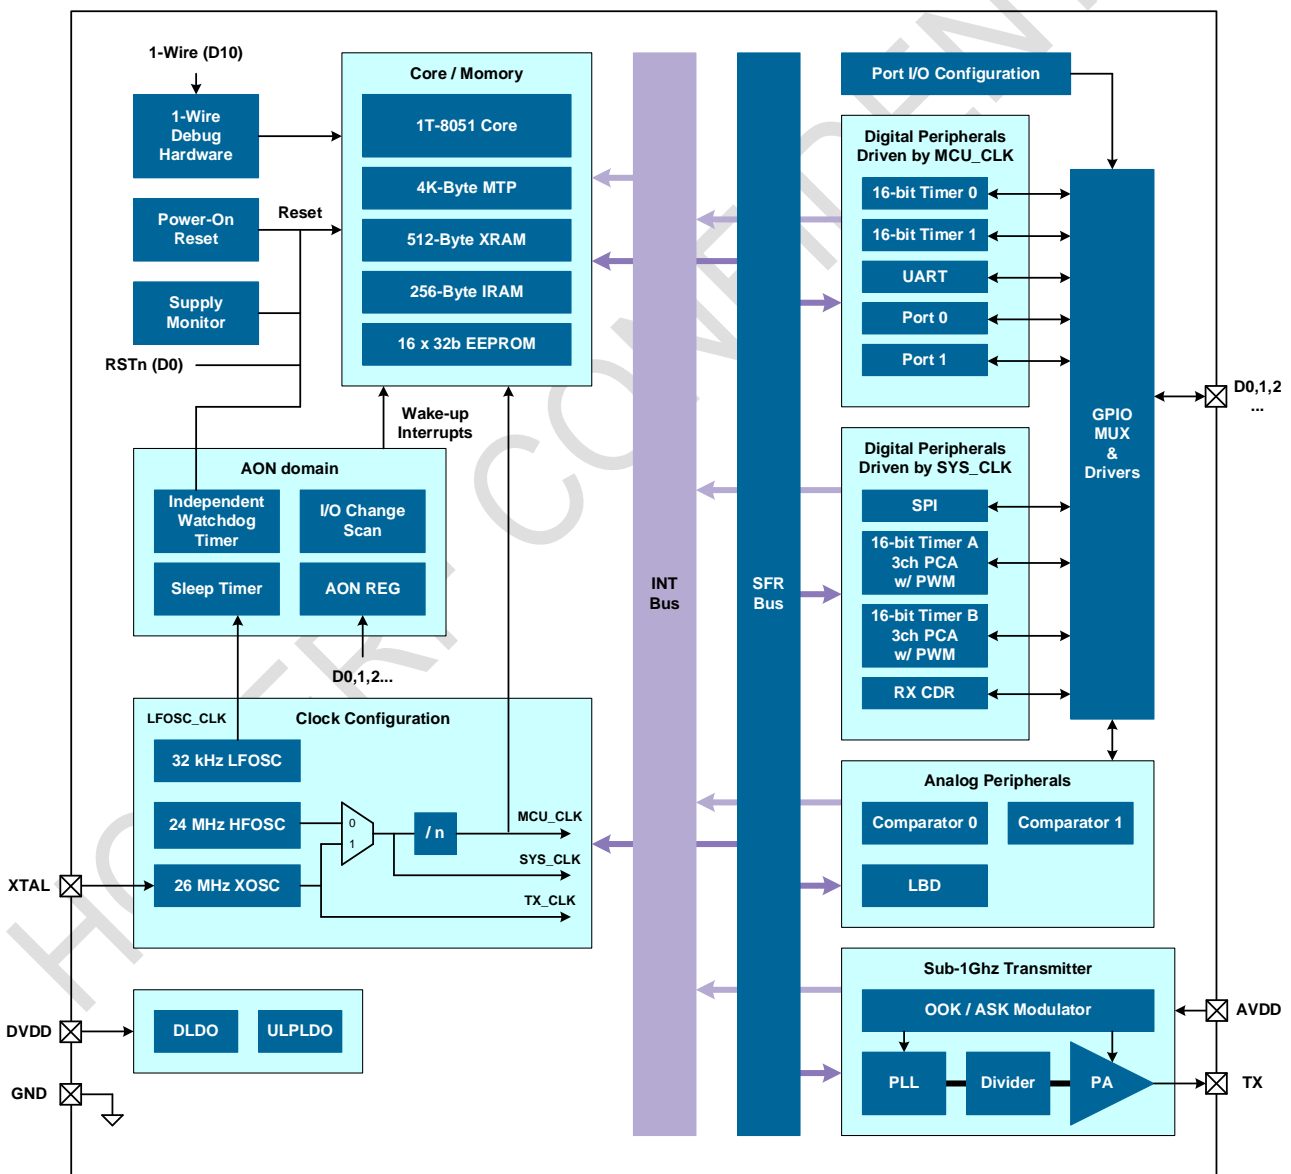 1-Wire (D10)
1-Wire
Debug
Hardware
Power-On
Reset
Reset
Supply
Monitor
RSTn (D0)
Core / Momory
1T-8051 Core
4K-Byte MTP
512-Byte XRAM
256-Byte IRAM
16 x 32b EEPROM
Wake-up
Interrupts
AON domain
Independent
Watchdog
Timer
I/O Change
Scan
Sleep Timer
AON REG
D0,1,2...
LFOSC_CLK
Clock Configuration
32 kHz LFOSC
24 MHz HFOSC
26 MHz XOSC
0
1
/ n
MCU_CLK
SYS_CLK
TX_CLK
XTAL
DVDD
GND
DLDO
ULPLDO
INT
Bus
SFR
Bus
Port I/O Configuration
Digital Peripherals
Driven by MCU_CLK
16-bit Timer 0
16-bit Timer 1
UART
Port 0
Port 1
Digital Peripherals
Driven by SYS_CLK
SPI
16-bit Timer A
3ch PCA
w/ PWM
16-bit Timer B
3ch PCA
w/ PWM
RX CDR
GPIO
MUX
&
Drivers
D0,1,2
...
Analog Peripherals
Comparator 0
Comparator 1
LBD
Sub-1Ghz Transmitter
OOK / ASK Modulator
PLL
Divider
PA
AVDD
TX